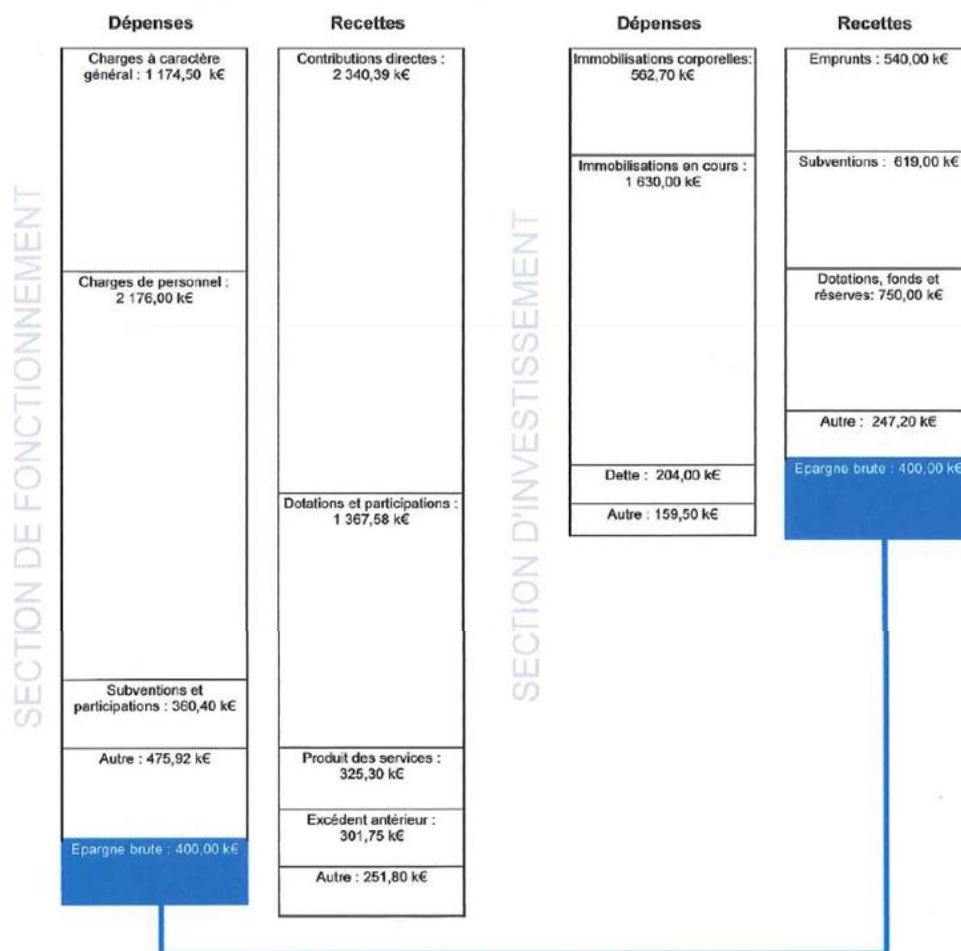 Dépenses
Recettes
SECTION DE FONCTIONNEMENT
Charges à caractère
général : 1 174,50 k€
Charges de personnel :
2 176,00 k€
Subventions et
participations : 360,40 k€
Autre : 475,92 k€
Epargne brute : 400,00 k€
Contributions directes :
2 340,39 k€
Dotations et participations :
1 367,58 k€
Produit des services :
325,30 k€
Excédent antérieur :
301,75 k€
Autre : 251,80 k€
Dépenses
Recettes
SECTION D'INVESTISSEMENT
Immobilisations corporelles:
562,70 k€
Immobilisations en cours :
1 630,00 k€
Dette : 204,00 k€
Autre : 159,50 k€
Emprunts : 540,00 k€
Subventions : 619,00 k€
Dotations, fonds et
réserves: 750,00 k€
Autre : 247,20 k€
Epargne brute : 400,00 k€